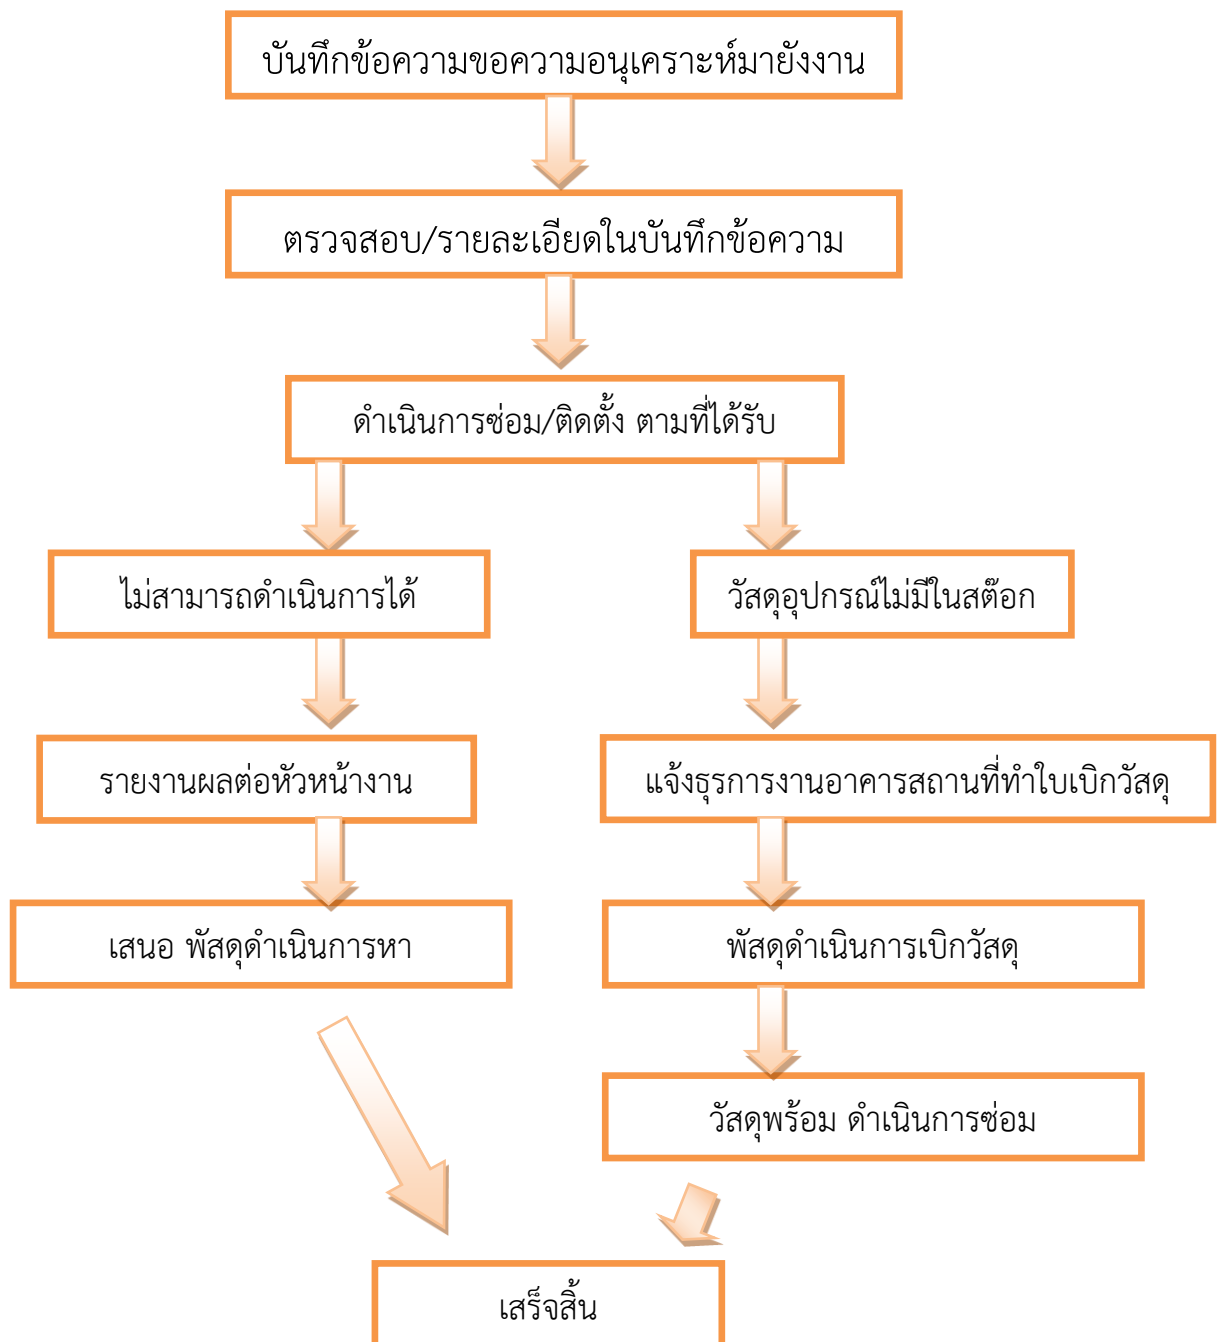 บันทึกข้อความขอความอนุเคราะห์มายังงาน
ตรวจสอบ/รายละเอียดในบันทึกข้อความ
ดำเนินการซ่อม/ติดตั้ง ตามที่ได้รับ
ไม่สามารถดำเนินการได้
วัสดุอุปกรณ์ไม่มีในสต๊อก
รายงานผลต่อหัวหน้างาน
แจ้งธุรการงานอาคารสถานที่ทำใบเบิกวัสดุ
เสนอ พัสดุดำเนินการหา
พัสดุดำเนินการเบิกวัสดุ
วัสดุพร้อม ดำเนินการซ่อม
เสร็จสิ้น